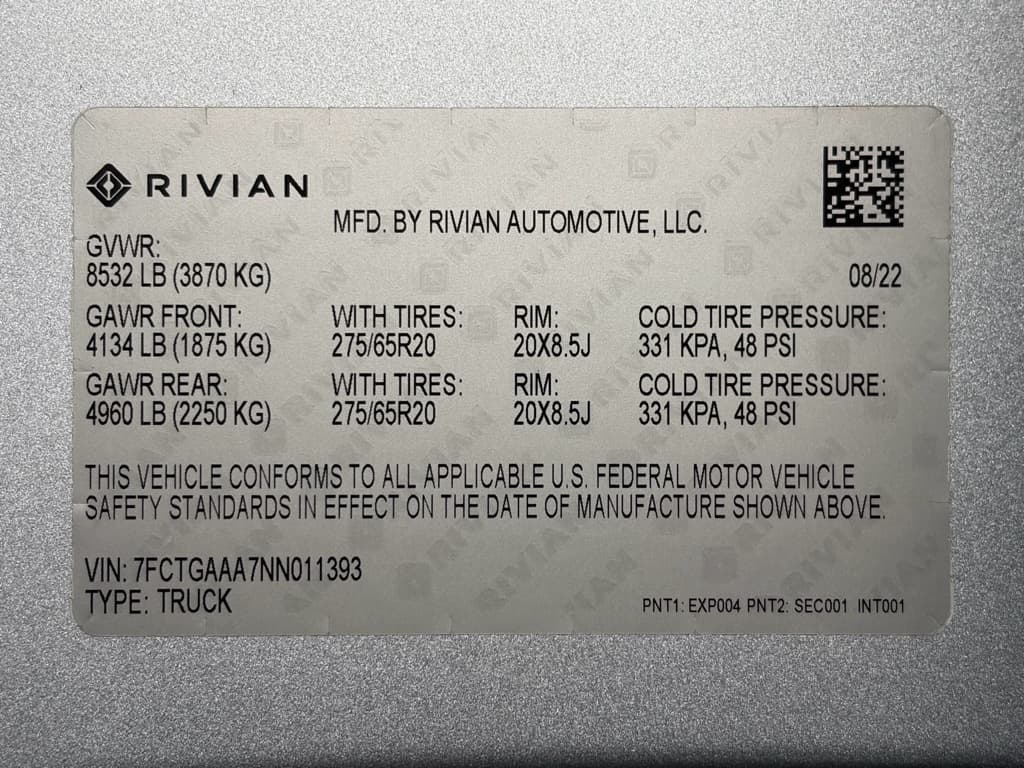 RIVIAN
MFD. BY RIVIAN AUTOMOTIVE, LLC.
GVWR:
8532 LB (3870 KG) 08/22
GAWR FRONT: WITH TIRES: RIM: COLD TIRE PRESSURE:
4134 LB (1875 KG) 275/65R20 20X8.5J 331 KPA, 48 PSI
GAWR REAR: WITH TIRES: RIM: COLD TIRE PRESSURE:
4960 LB (2250 KG) 275/65R20 20X8.5J 331 KPA, 48 PSI
THIS VEHICLE CONFORMS TO ALL APPLICABLE U.S. FEDERAL MOTOR VEHICLE
SAFETY STANDARDS IN EFFECT ON THE DATE OF MANUFACTURE SHOWN ABOVE.
VIN: 7FCTGAAA7NN011393
TYPE: TRUCK PNT1: EXP004 PNT2: SEC001 INT001